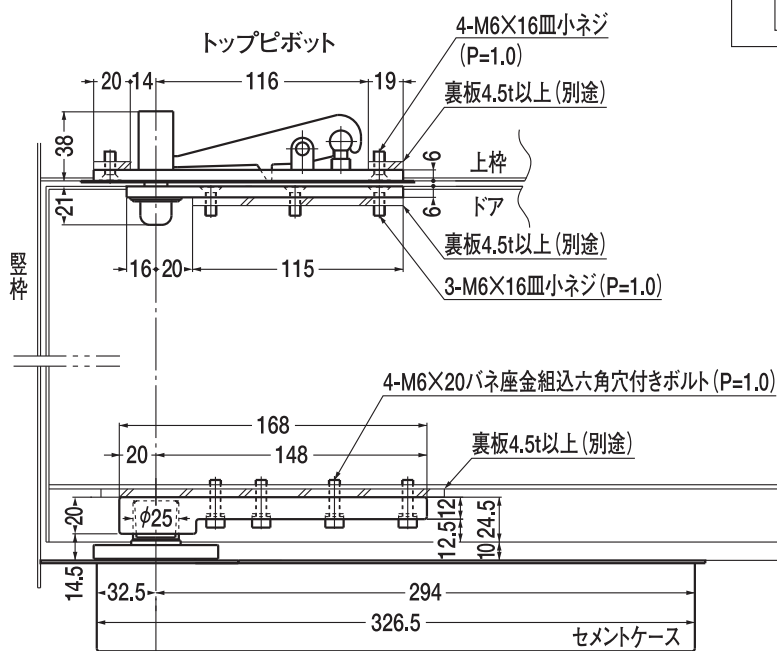 トップピボット
4-M6×16皿小ネジ
(P=1.0)
20 14 116 19
裏板4.5t以上(別途)
38
6
上枠
21
6
ドア
裏板4.5t以上(別途)
16 20 115
3-M6×16皿小ネジ(P=1.0)
竪枠
4-M6×20バネ座金組込六角穴付きボルト(P=1.0)
168
20 148
裏板4.5t以上(別途)
20
φ25
12
24.5
12.5
10
14.5
32.5 294
326.5
セメントケース